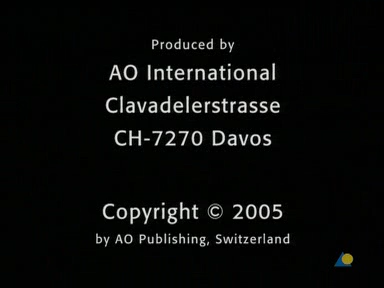 Produced by
AO International
Clavadelerstrasse
CH-7270 Davos
Copyright © 2005
by AO Publishing, Switzerland